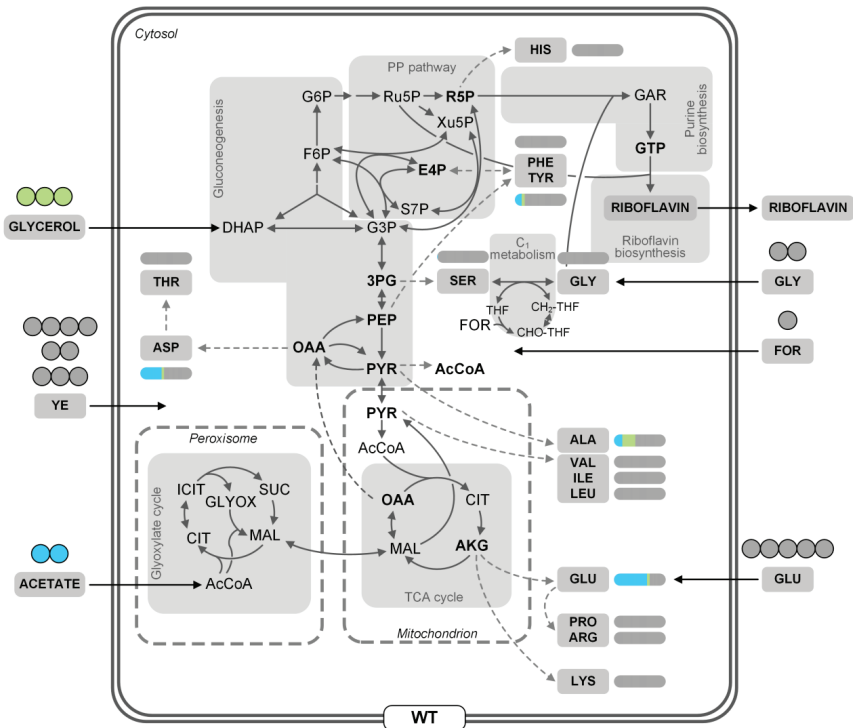 Cytosol
HIS
PP pathway
G6P
Ru5P
R5P
GAR
Xu5P
Purine
biosynthesis
Gluconeogenesis
F6P
E4P
PHE
TYR
GTP
GLYCEROL
S7P
RIBOFLAVIN
RIBOFLAVIN
DHAP
G3P
C1
metabolism
Riboflavin
biosynthesis
THR
3PG
SER
GLY
GLY
THF
CH2-THF
PEP
FOR
CHO-THF
ASP
OAA
FOR
PYR
AcCoA
YE
PYR
Peroxisome
ALA
AcCoA
VAL
ILE
LEU
Glyoxylate cycle
ICIT
SUC
GLYOX
OAA
CIT
CIT
MAL
MAL
AKG
ACETATE
AcCoA
GLU
GLU
TCA cycle
PRO
ARG
Mitochondrion
LYS
WT